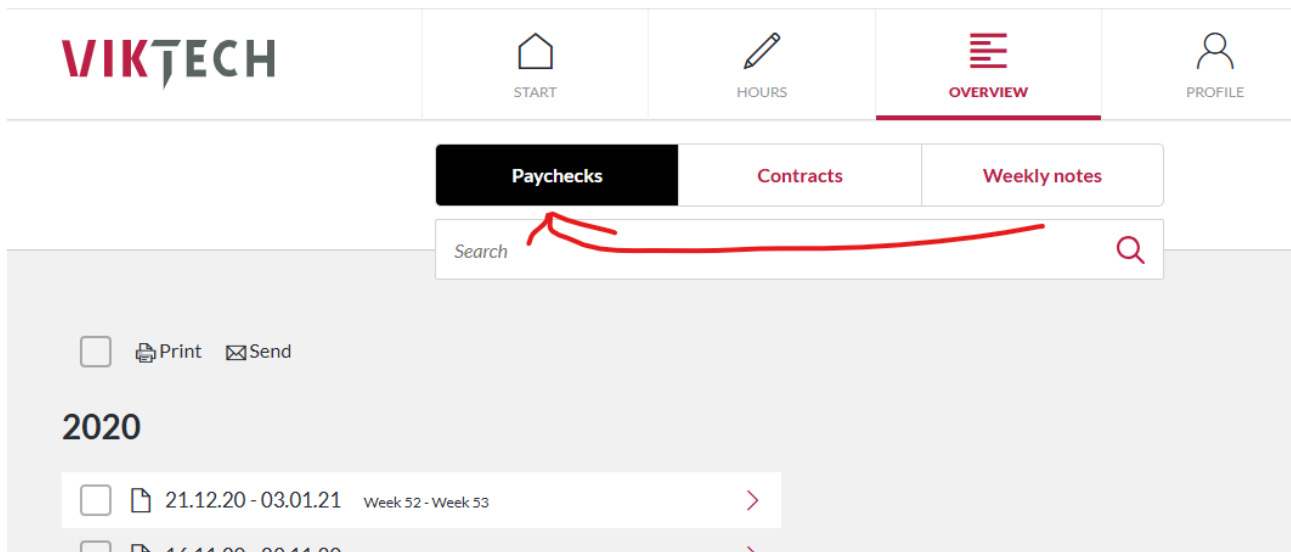 VIKTECH
START
HOURS
OVERVIEW
PROFILE
Paychecks
Contracts
Weekly notes
Search
Print
Send
2020
21.12.20 - 03.01.21 Week 52 - Week 53